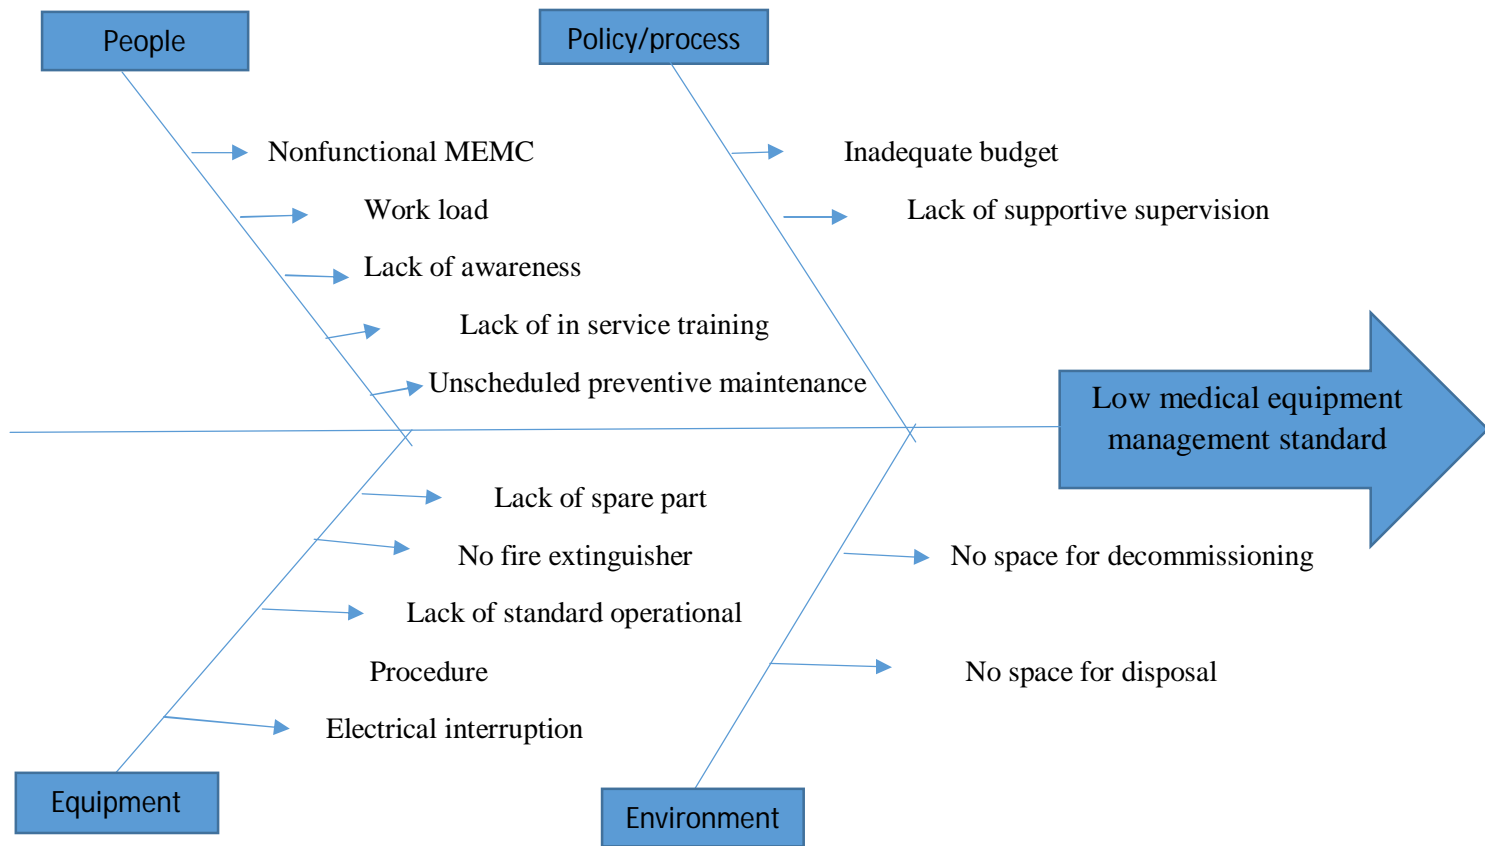 People
Policy/process
Nonfunctional MEMC
Inadequate budget
Work load
Lack of supportive supervision
Lack of awareness
Lack of in service training
Unscheduled preventive maintenance
Low medical equipment
management standard
Lack of spare part
No fire extinguisher
No space for decommissioning
Lack of standard operational
Procedure
No space for disposal
Electrical interruption
Equipment
Environment